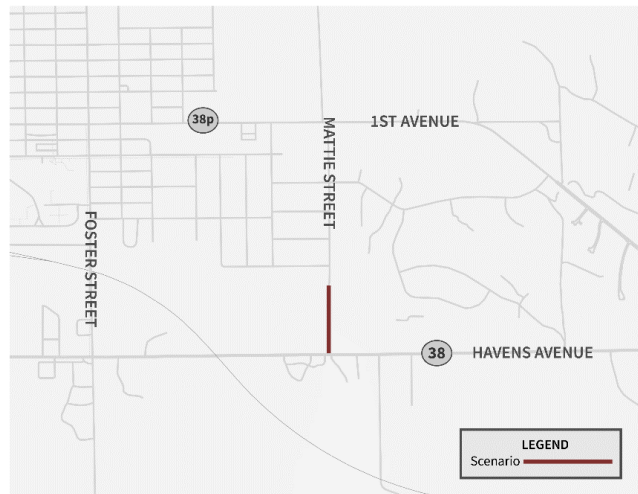 38p
1ST AVENUE
MATTIE STREET
FOSTER STREET
38
HAVENS AVENUE
LEGEND
Scenario